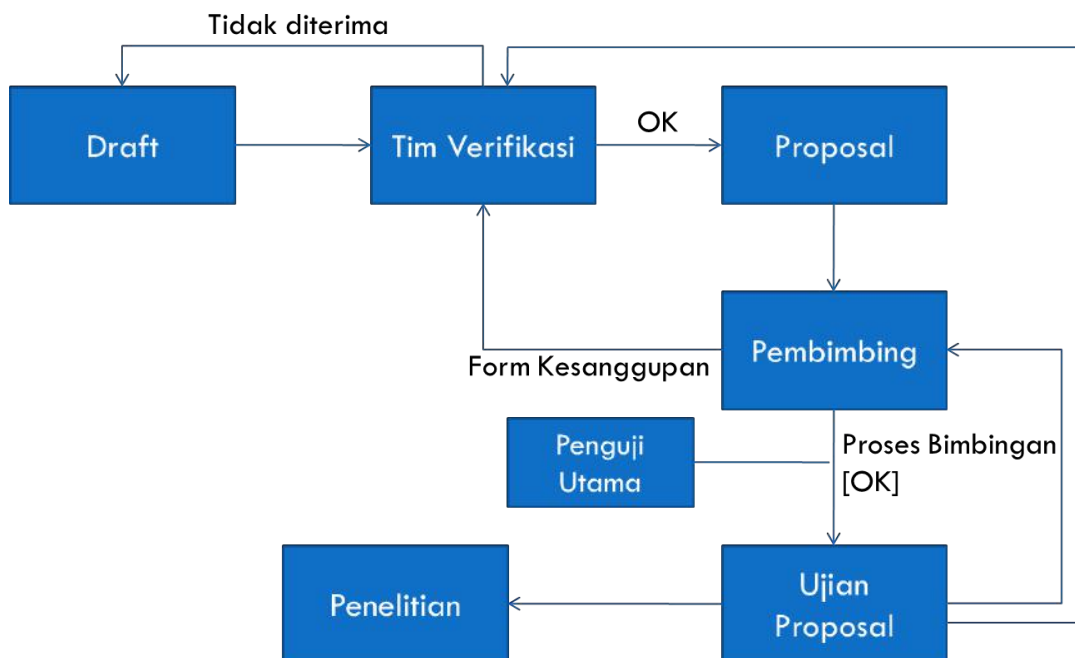 Tidak diterima
Draft
Tim Verifikasi
OK
Proposal
Pembimbing
Form Kesanggupan
Penguji
Utama
Proses Bimbingan
[OK]
Penelitian
Ujian
Proposal